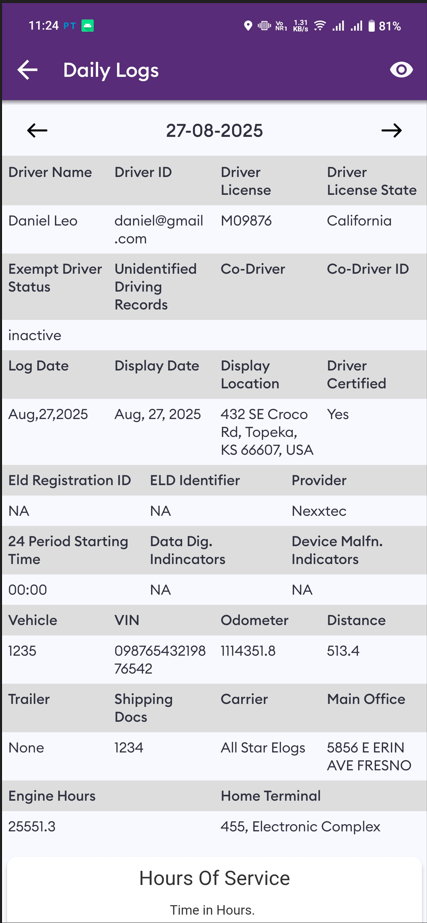 11:24 PT Vo NR1 1.31 KB/s 81%
Daily Logs
27-08-2025
Driver Name Driver ID Driver License Driver License State
Daniel Leo daniel@gmail.com M09876 California
Exempt Driver Status Unidentified Driving Records Co-Driver Co-Driver ID
inactive
Log Date Display Date Display Location Driver Certified
Aug,27,2025 Aug, 27, 2025 432 SE Croco Rd, Topeka, KS 66607, USA Yes
Eld Registration ID ELD Identifier Provider
NA NA Nexxtec
24 Period Starting Time Data Dig. Indincators Device Malfn. Indicators
00:00 NA NA
Vehicle VIN Odometer Distance
1235 09876543219876542 1114351.8 513.4
Trailer Shipping Docs Carrier Main Office
None 1234 All Star Elogs 5856 E ERIN AVE FRESNO
Engine Hours Home Terminal
25551.3 455, Electronic Complex
Hours Of Service
Time in Hours.